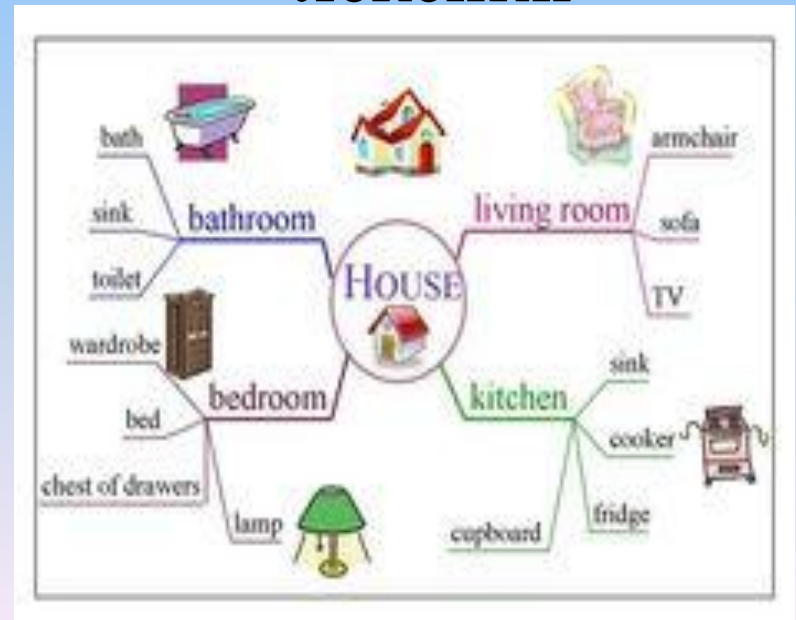 bath
sink
toilet
bathroom
armchair
sofa
TV
living room
HOUSE
wardrobe
bed
chest of drawers
lamp
bedroom
sink
cooker
fridge
cupboard
kitchen